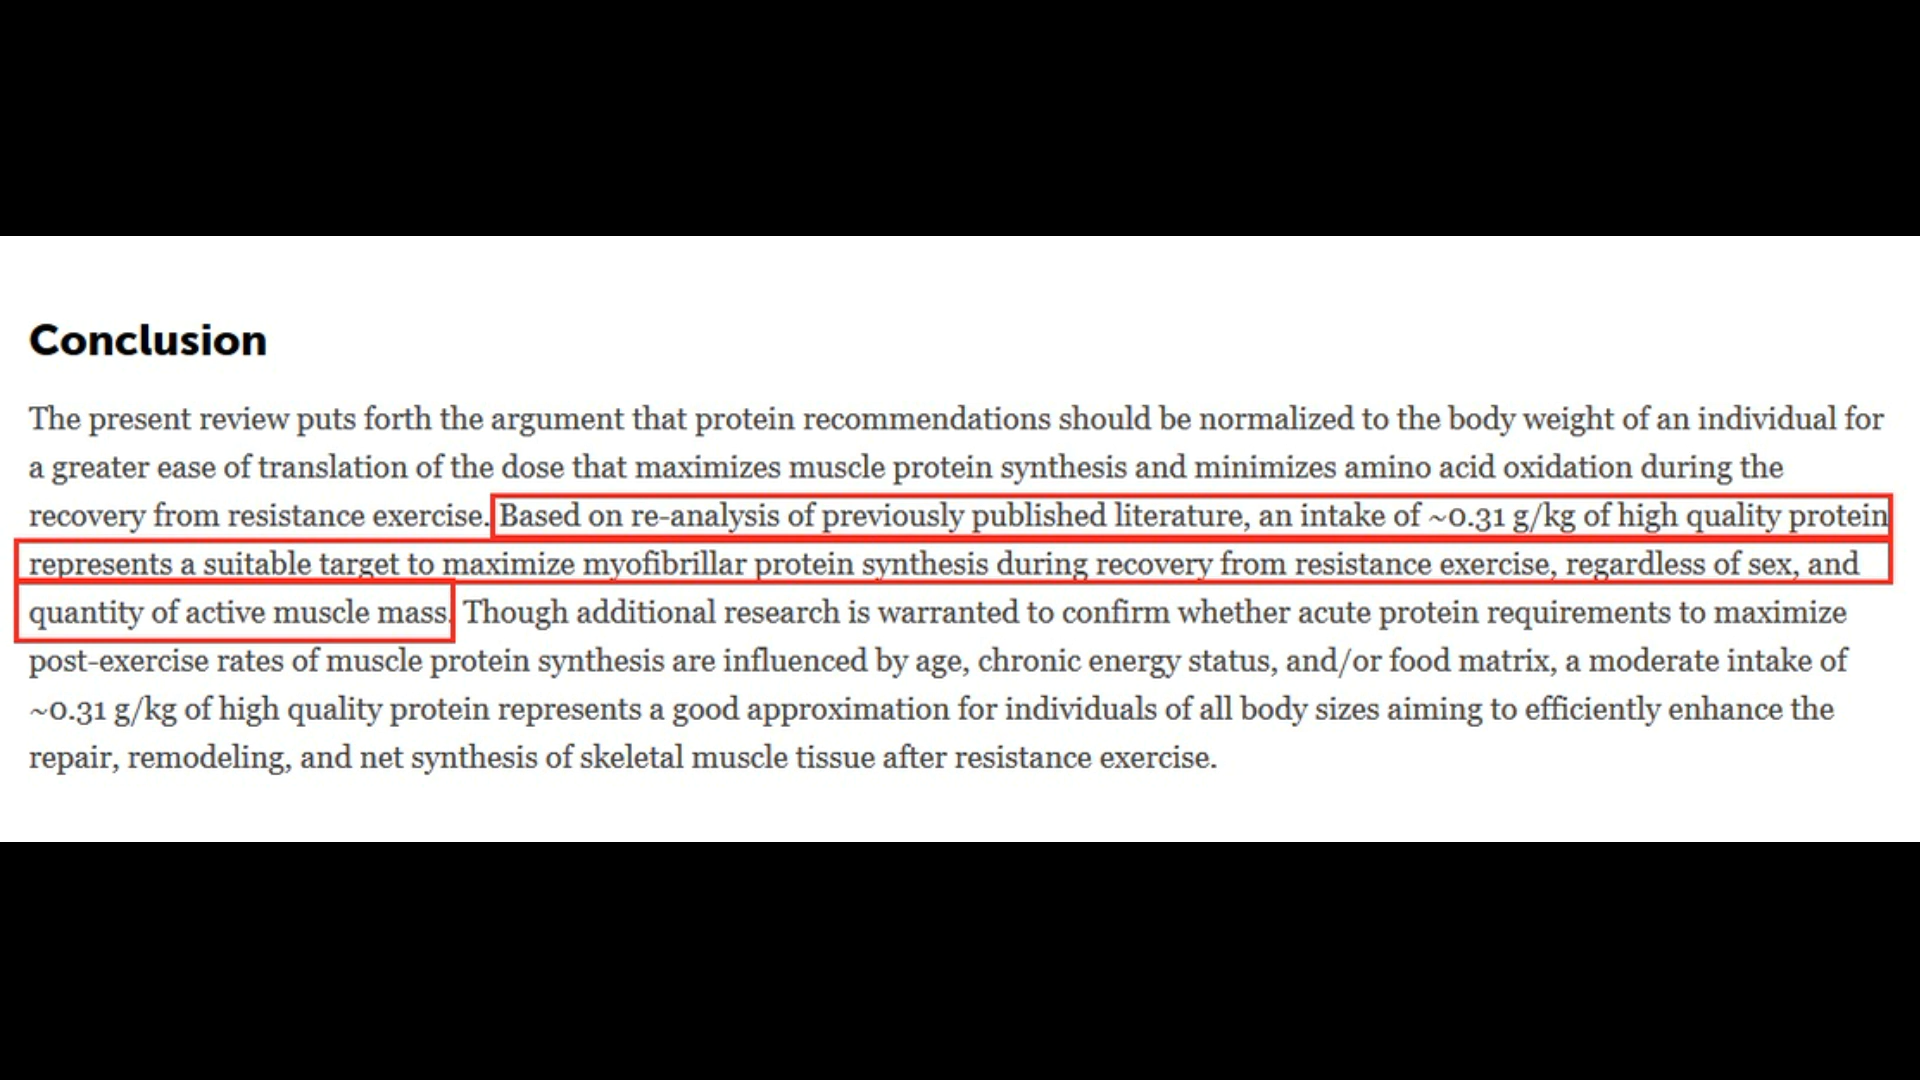 Conclusion
The present review puts forth the argument that protein recommendations should be normalized to the body weight of an individual for
a greater ease of translation of the dose that maximizes muscle protein synthesis and minimizes amino acid oxidation during the
recovery from resistance exercise. Based on re-analysis of previously published literature, an intake of ~0.31 g/kg of high quality protein
represents a suitable target to maximize myofibrillar protein synthesis during recovery from resistance exercise, regardless of sex, and
quantity of active muscle mass. Though additional research is warranted to confirm whether acute protein requirements to maximize
post-exercise rates of muscle protein synthesis are influenced by age, chronic energy status, and/or food matrix, a moderate intake of
~0.31 g/kg of high quality protein represents a good approximation for individuals of all body sizes aiming to efficiently enhance the
repair, remodeling, and net synthesis of skeletal muscle tissue after resistance exercise.